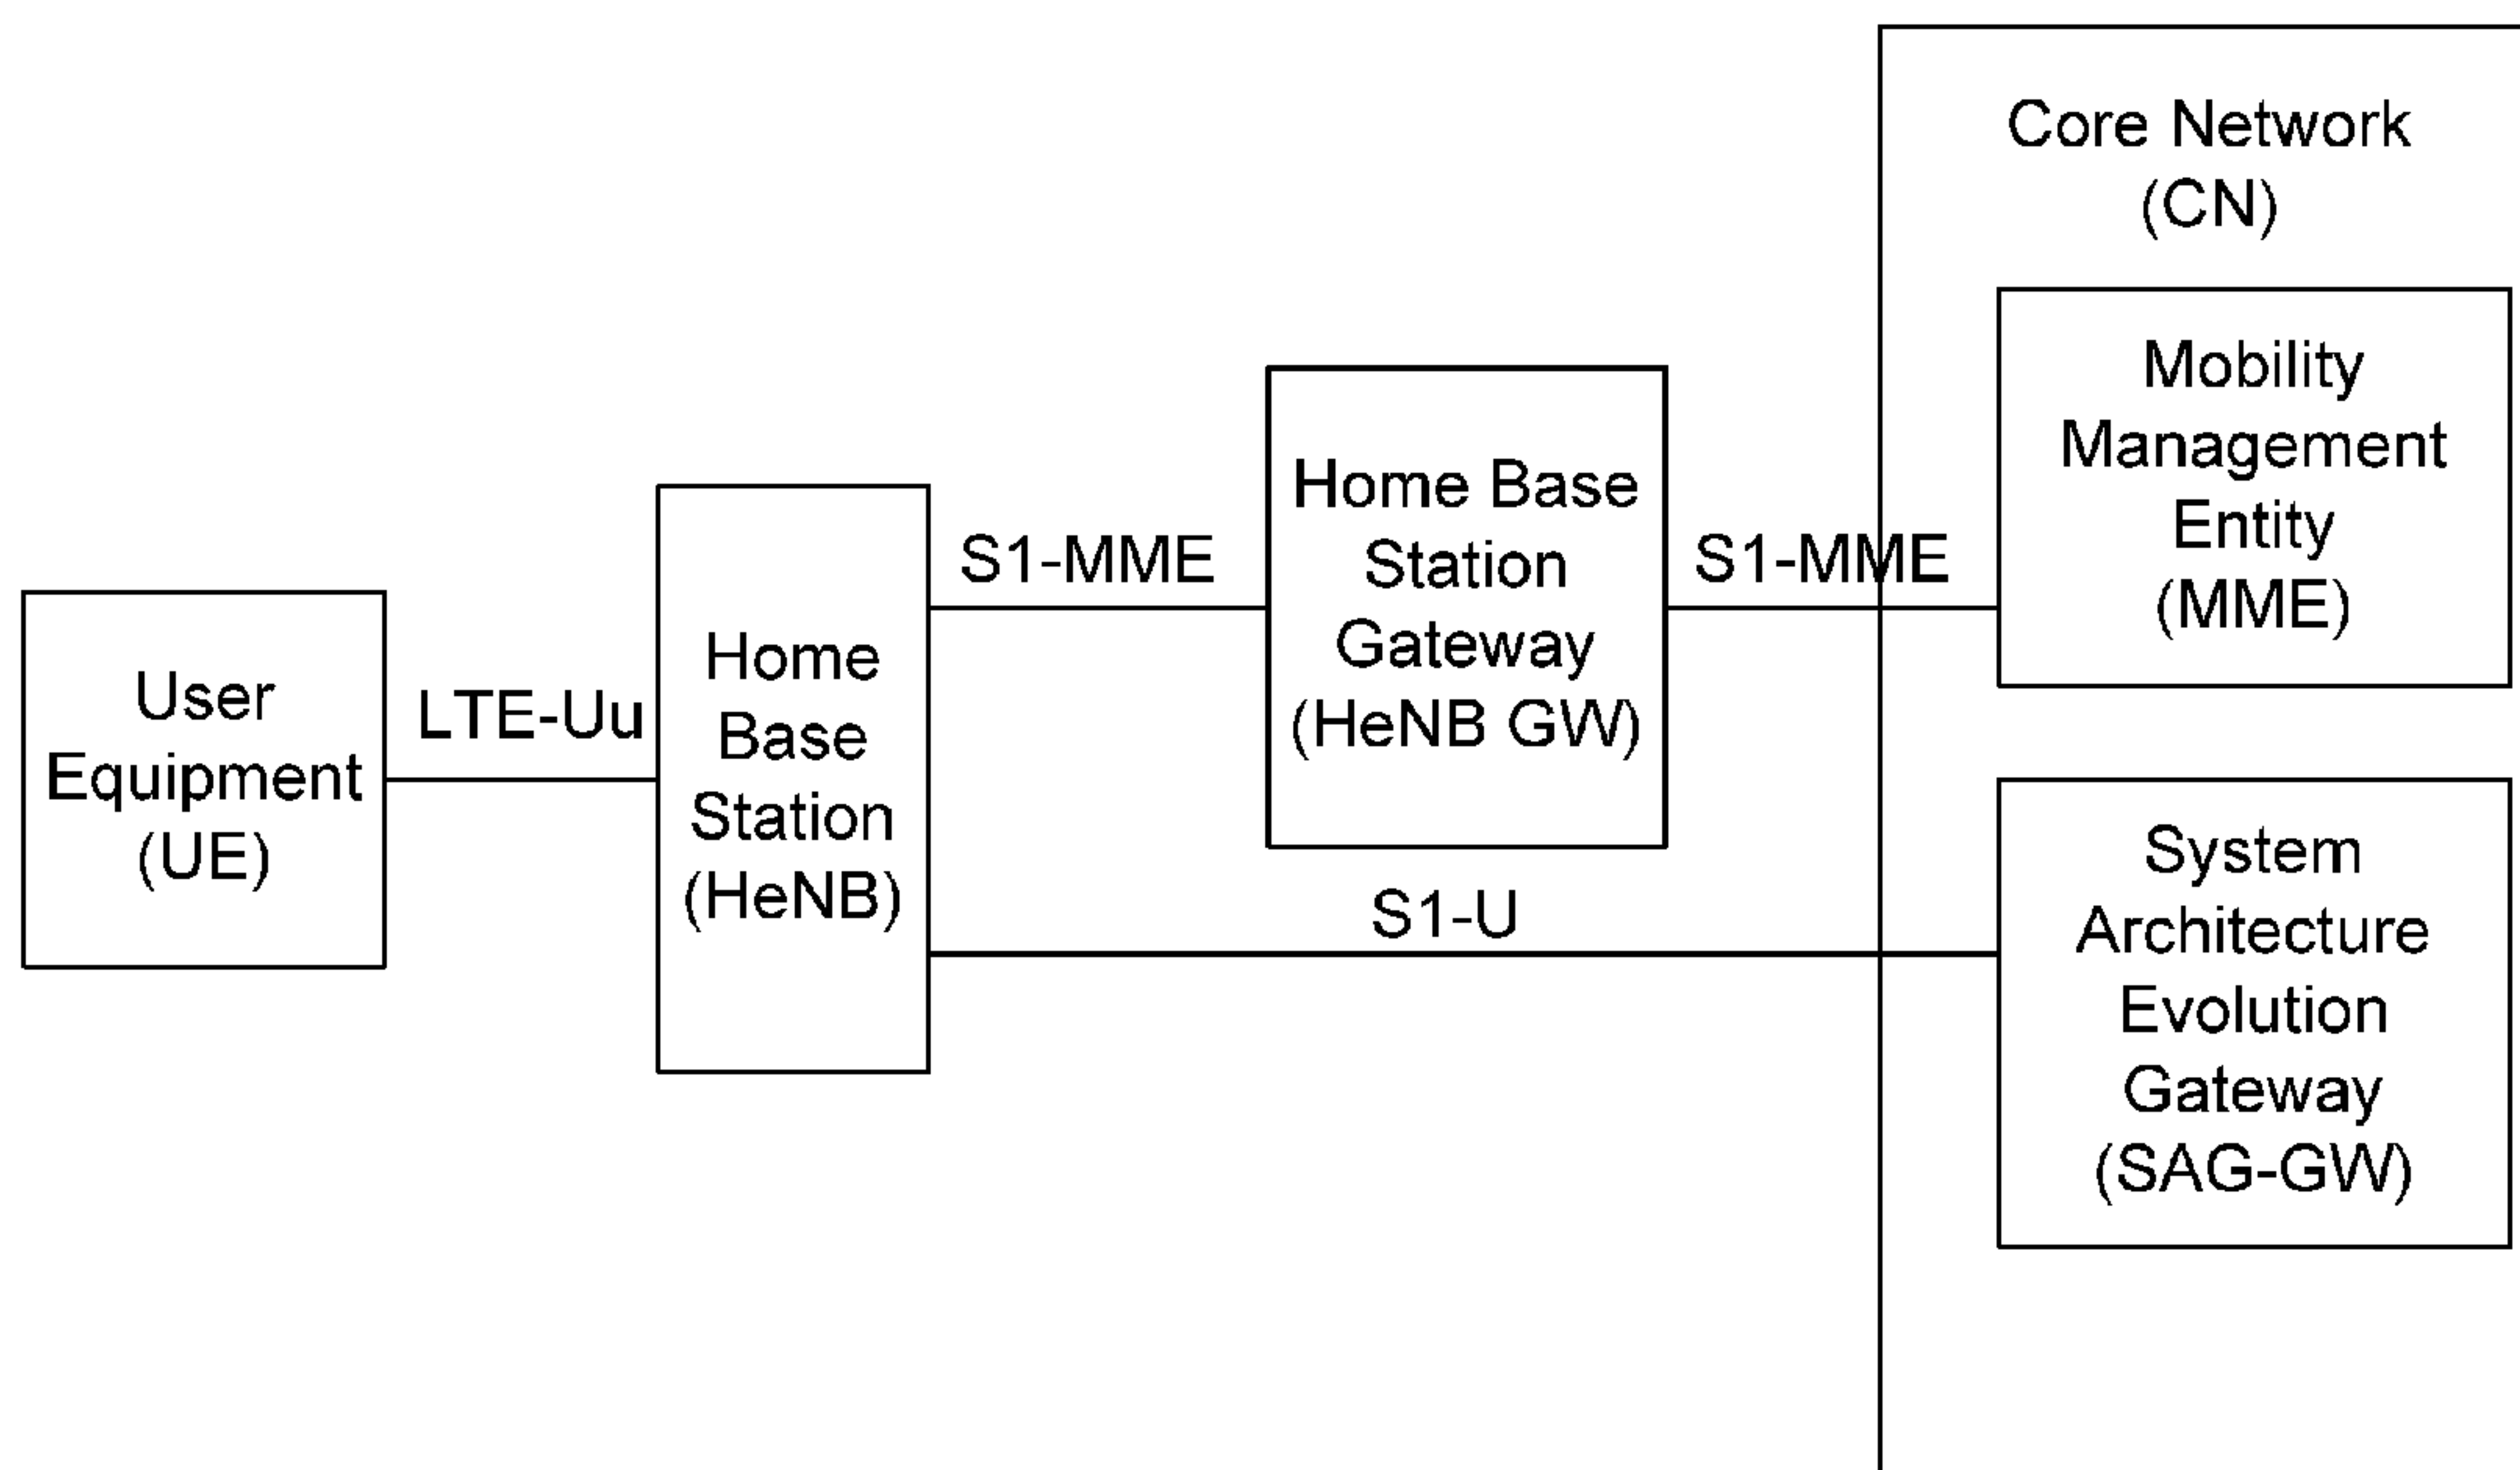 Core Network
(CN)
Mobility
Management
Entity
(MME)
Home Base
Station
Gateway
(HeNB GW)
S1-MME
S1-MME
User
Equipment
(UE)
LTE-Uu
Home
Base
Station
(HeNB)
S1-U
System
Architecture
Evolution
Gateway
(SAG-GW)